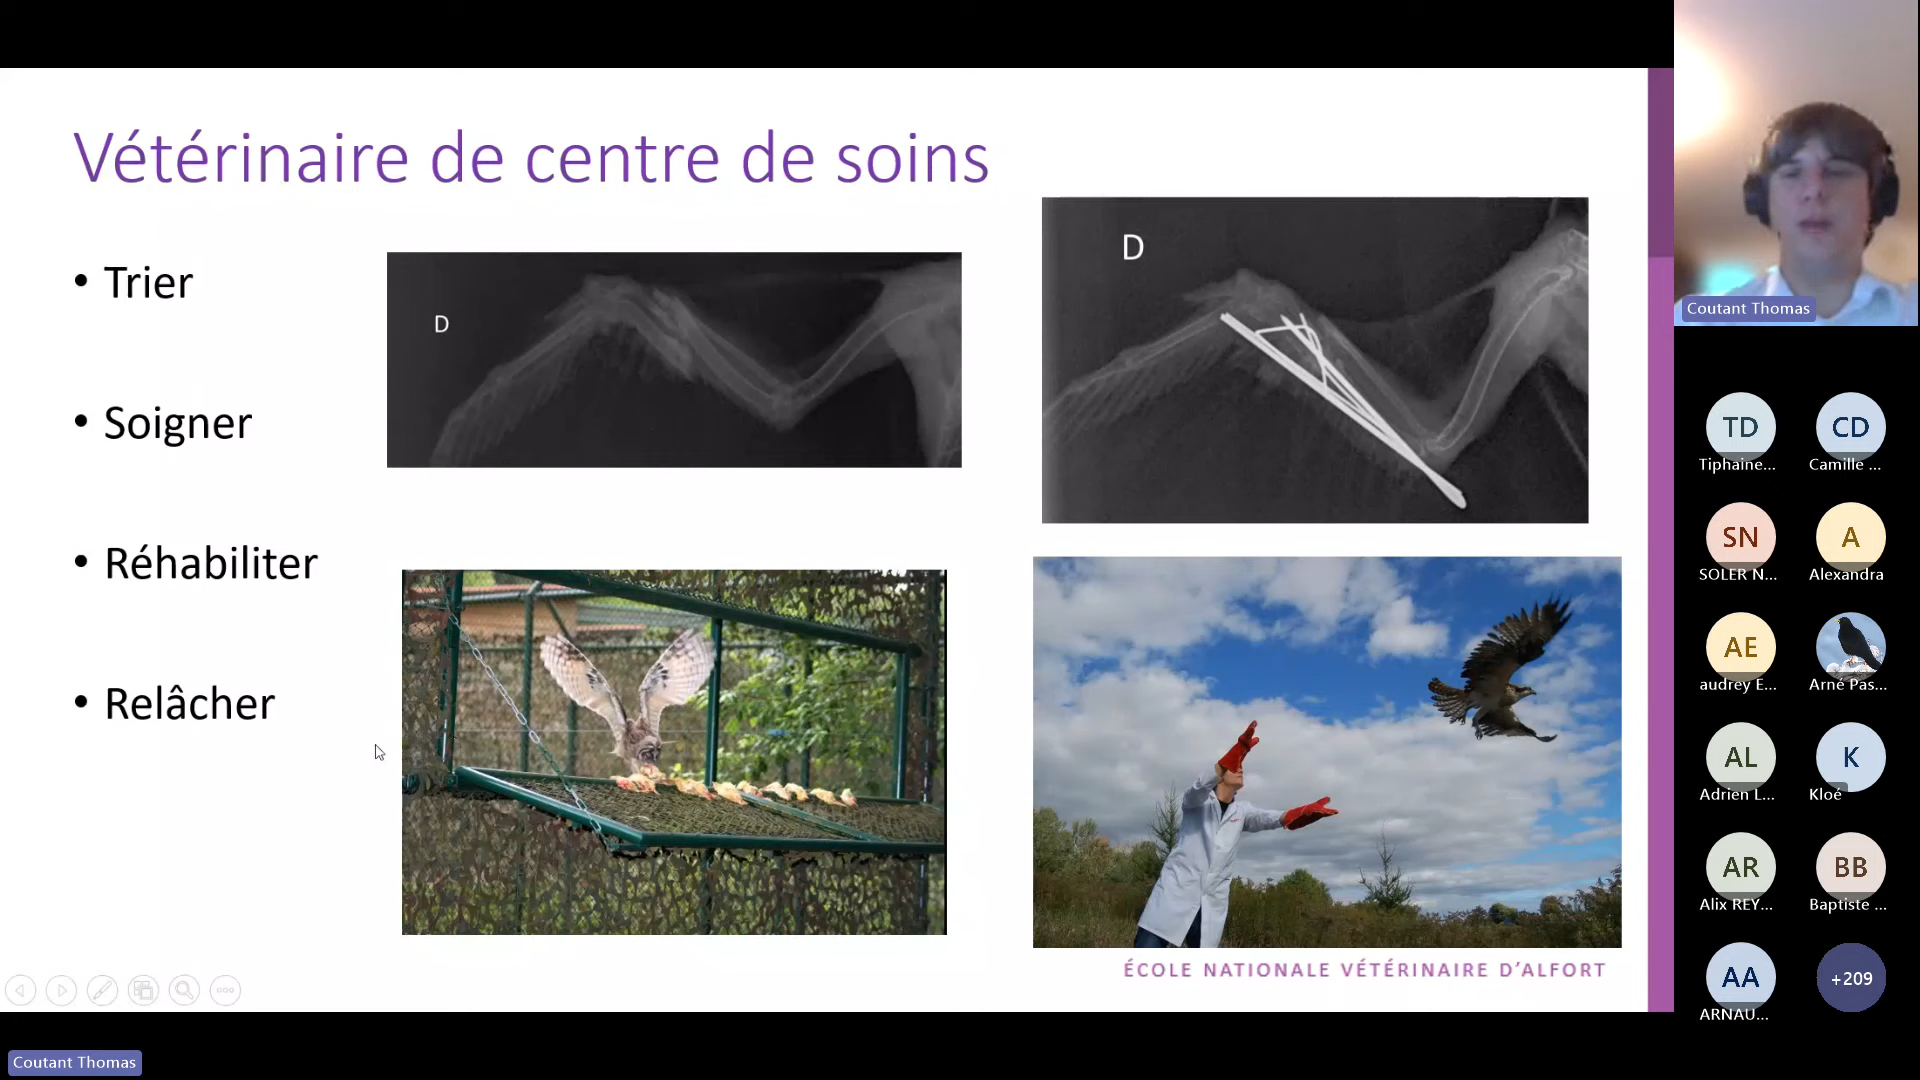 Vétérinaire de centre de soins
• Trier
• Soigner
• Réhabiliter
• Relâcher
D
D
ÉCOLE NATIONALE VÉTÉRINAIRE D'ALFORT
Coutant Thomas
Coutant Thomas
TD
Tiphaine...
CD
Camille ...
SN
SOLER N...
A
Alexandra
AE
audrey E...
Arné Pas...
AL
Adrien L...
K
Kloé
AR
Alix REY...
BB
Baptiste ...
AA
ARNAU...
+209